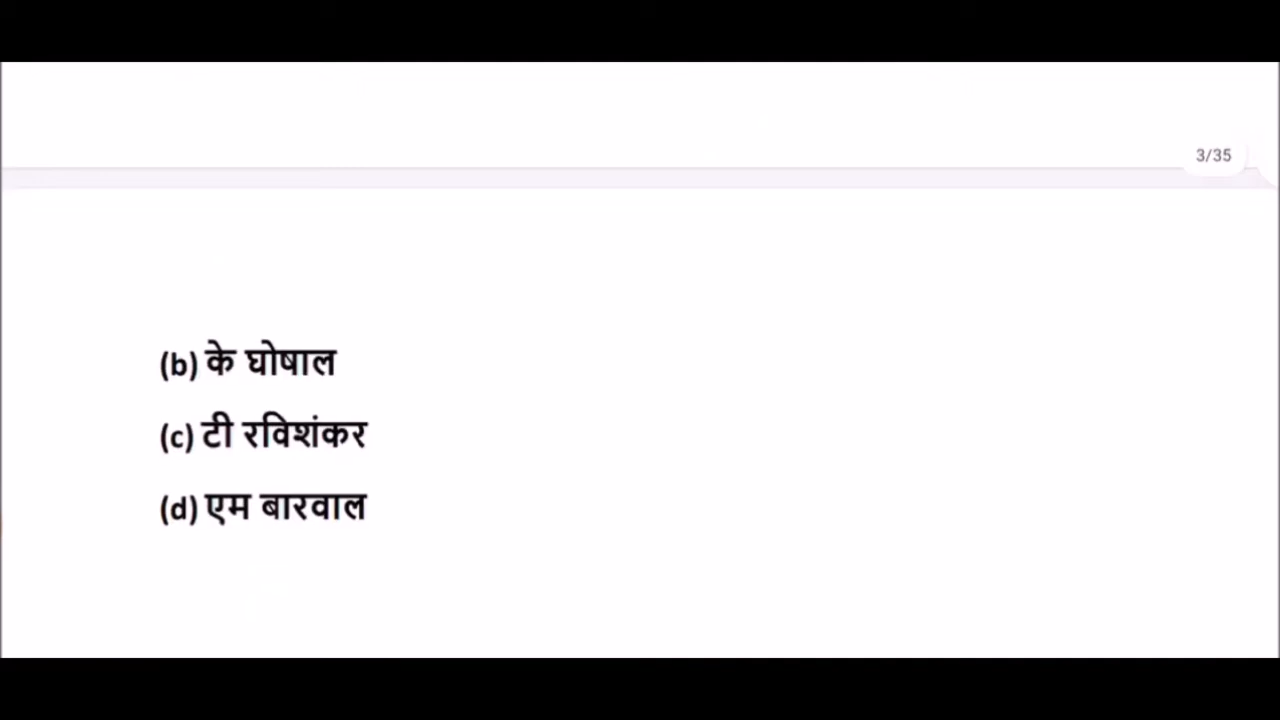 3/35
(b) के घोषाल
(c) टी रविशंकर
(d) एम बारवाल